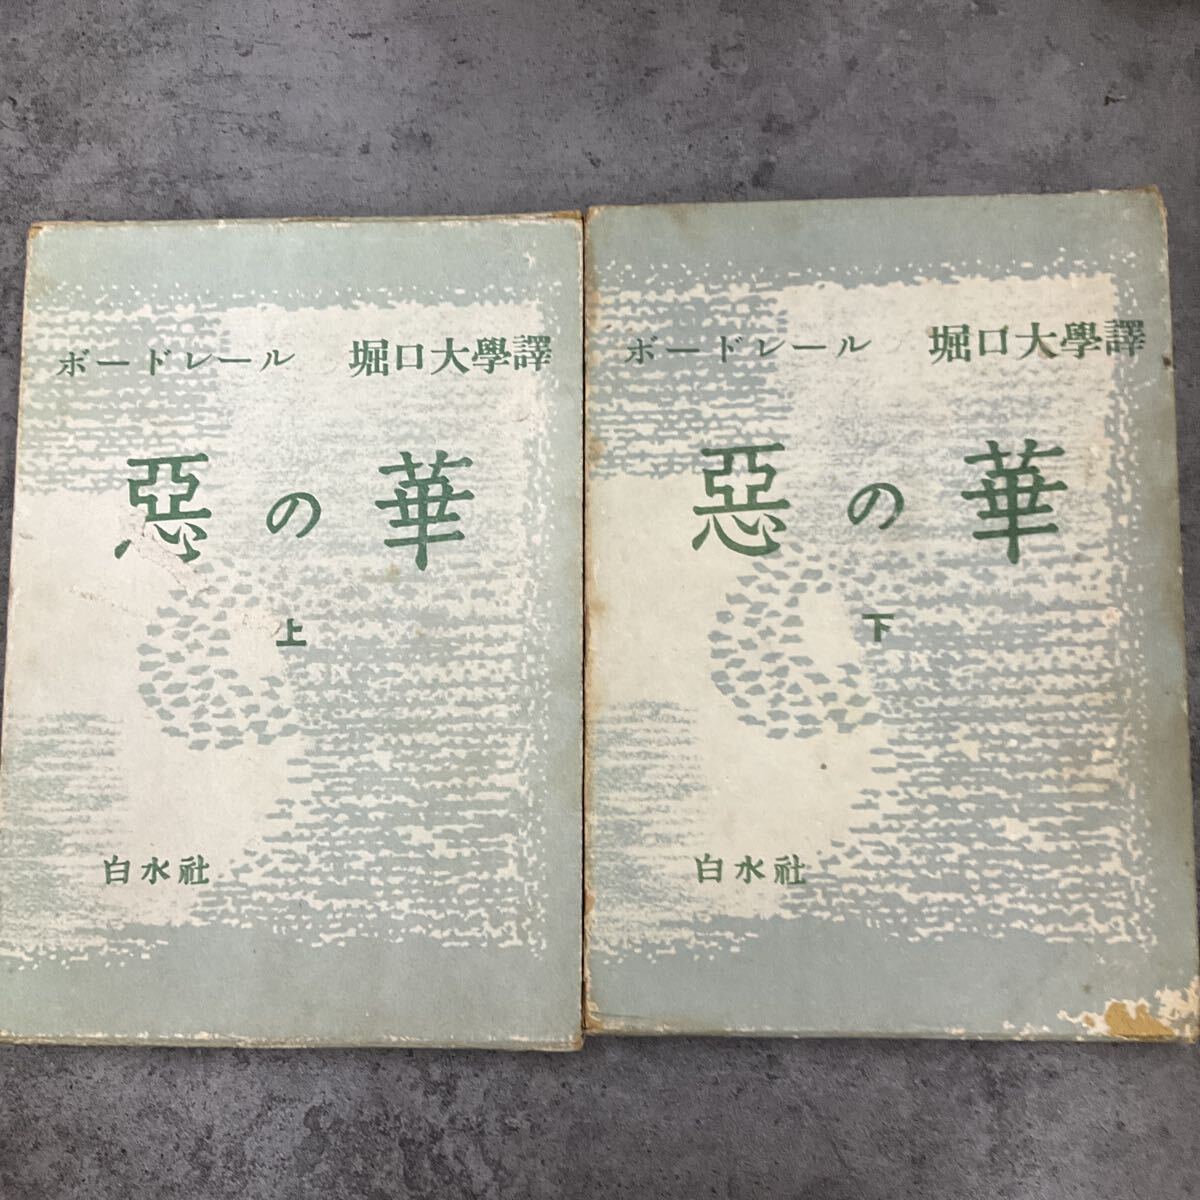 ボードレール 堀口大學譯
惡の華
上
白水社
ボードレール 堀口大學譯
惡の華
下
白水社